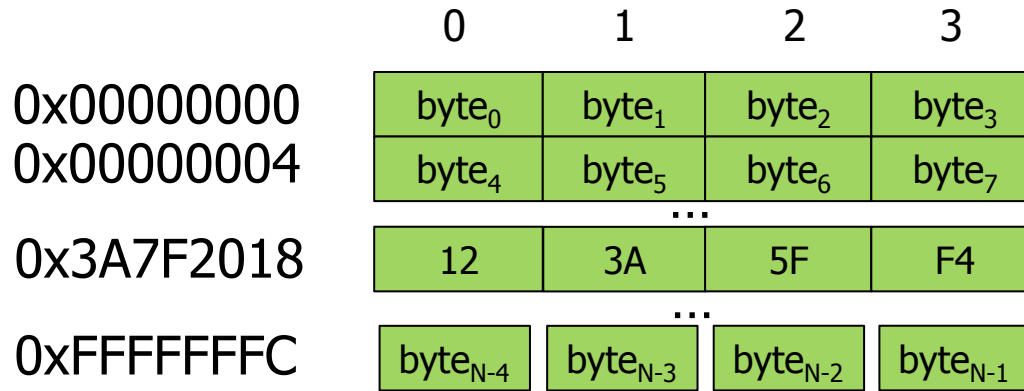 0 1 2 3
0x00000000 byte₀ byte₁ byte₂ byte₃
0x00000004 byte₄ byte₅ byte₆ byte₇
...
0x3A7F2018 12 3A 5F F4
...
0xFFFFFFFC byteN-4 byteN-3 byteN-2 byteN-1